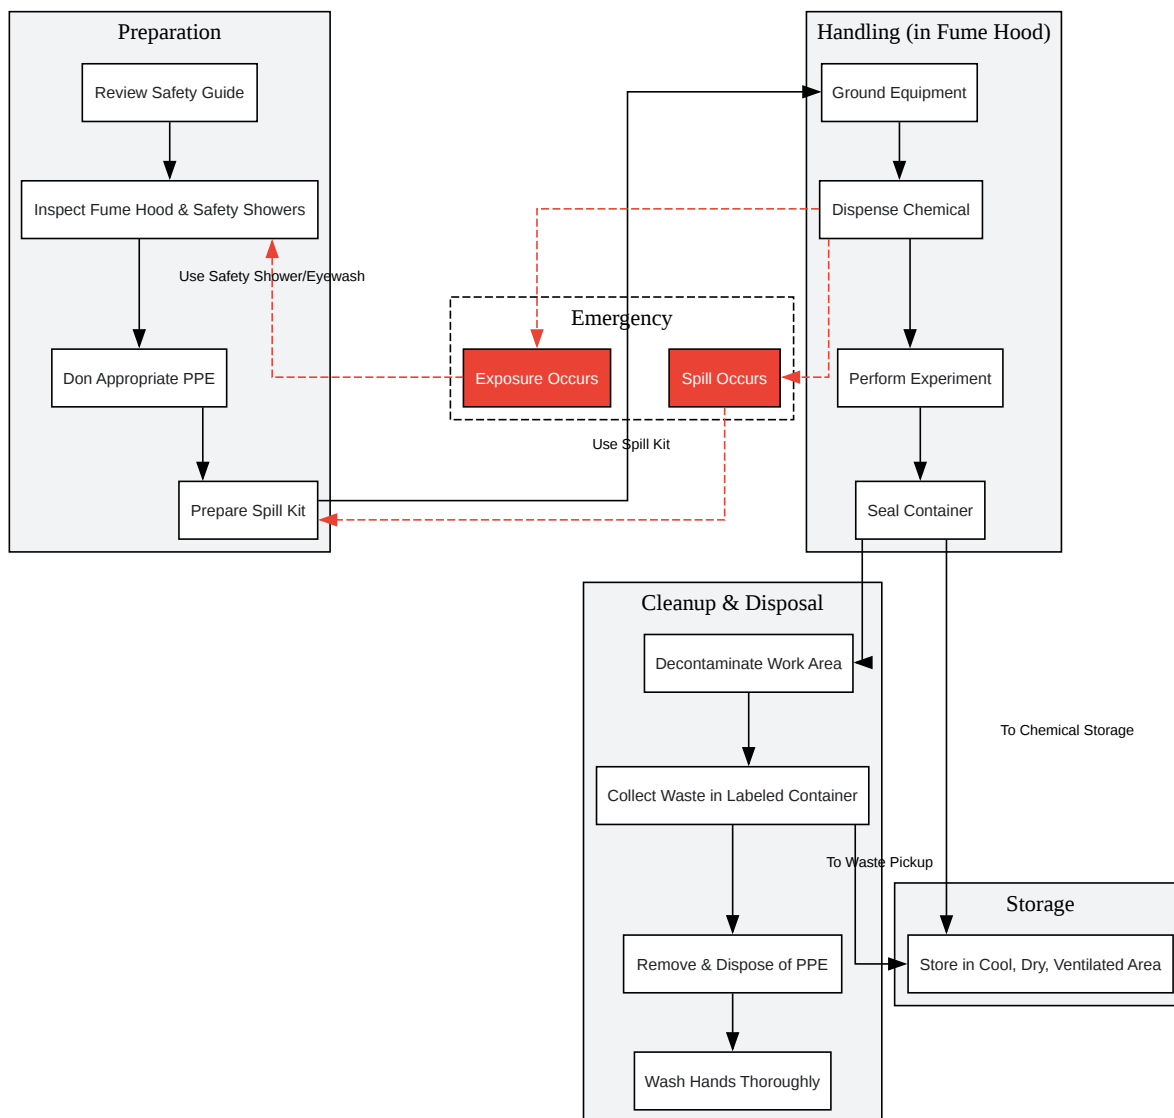 Preparation
Review Safety Guide
Inspect Fume Hood & Safety Showers
Use Safety Shower/Eyewash
Don Appropriate PPE
Prepare Spill Kit
Handling (in Fume Hood)
Ground Equipment
Dispense Chemical
Perform Experiment
Seal Container
Emergency
Exposure Occurs
Spill Occurs
Use Spill Kit
Cleanup & Disposal
Decontaminate Work Area
Collect Waste in Labeled Container
To Waste Pickup
Remove & Dispose of PPE
Wash Hands Thoroughly
To Chemical Storage
Storage
Store in Cool, Dry, Ventilated Area